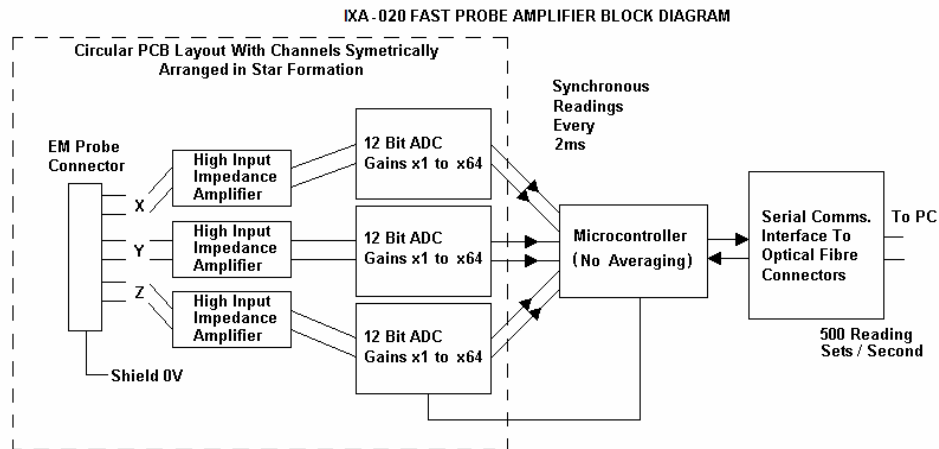 IXA-020 FAST PROBE AMPLIFIER BLOCK DIAGRAM
Circular PCB Layout With Channels Symetrically
Arranged in Star Formation
EM Probe
Connector
X
Y
Z
Shield 0V
High Input
Impedance
Amplifier
High Input
Impedance
Amplifier
High Input
Impedance
Amplifier
12 Bit ADC
Gains x1 to x64
12 Bit ADC
Gains x1 to x64
12 Bit ADC
Gains x1 to x64
Synchronous
Readings
Every
2ms
Microcontroller
(No Averaging)
Serial Comms.
Interface To
Optical Fibre
Connectors
To PC
500 Reading
Sets / Second